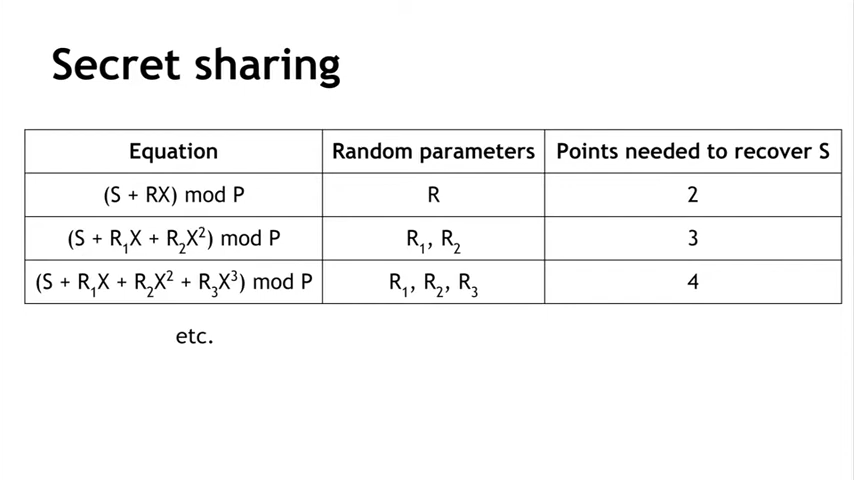 Secret sharing
Equation Random parameters Points needed to recover S
(S + RX) mod P R 2
(S + R₁X + R₂X²) mod P R₁, R₂ 3
(S + R₁X + R₂X² + R₃X³) mod P R₁, R₂, R₃ 4
etc.